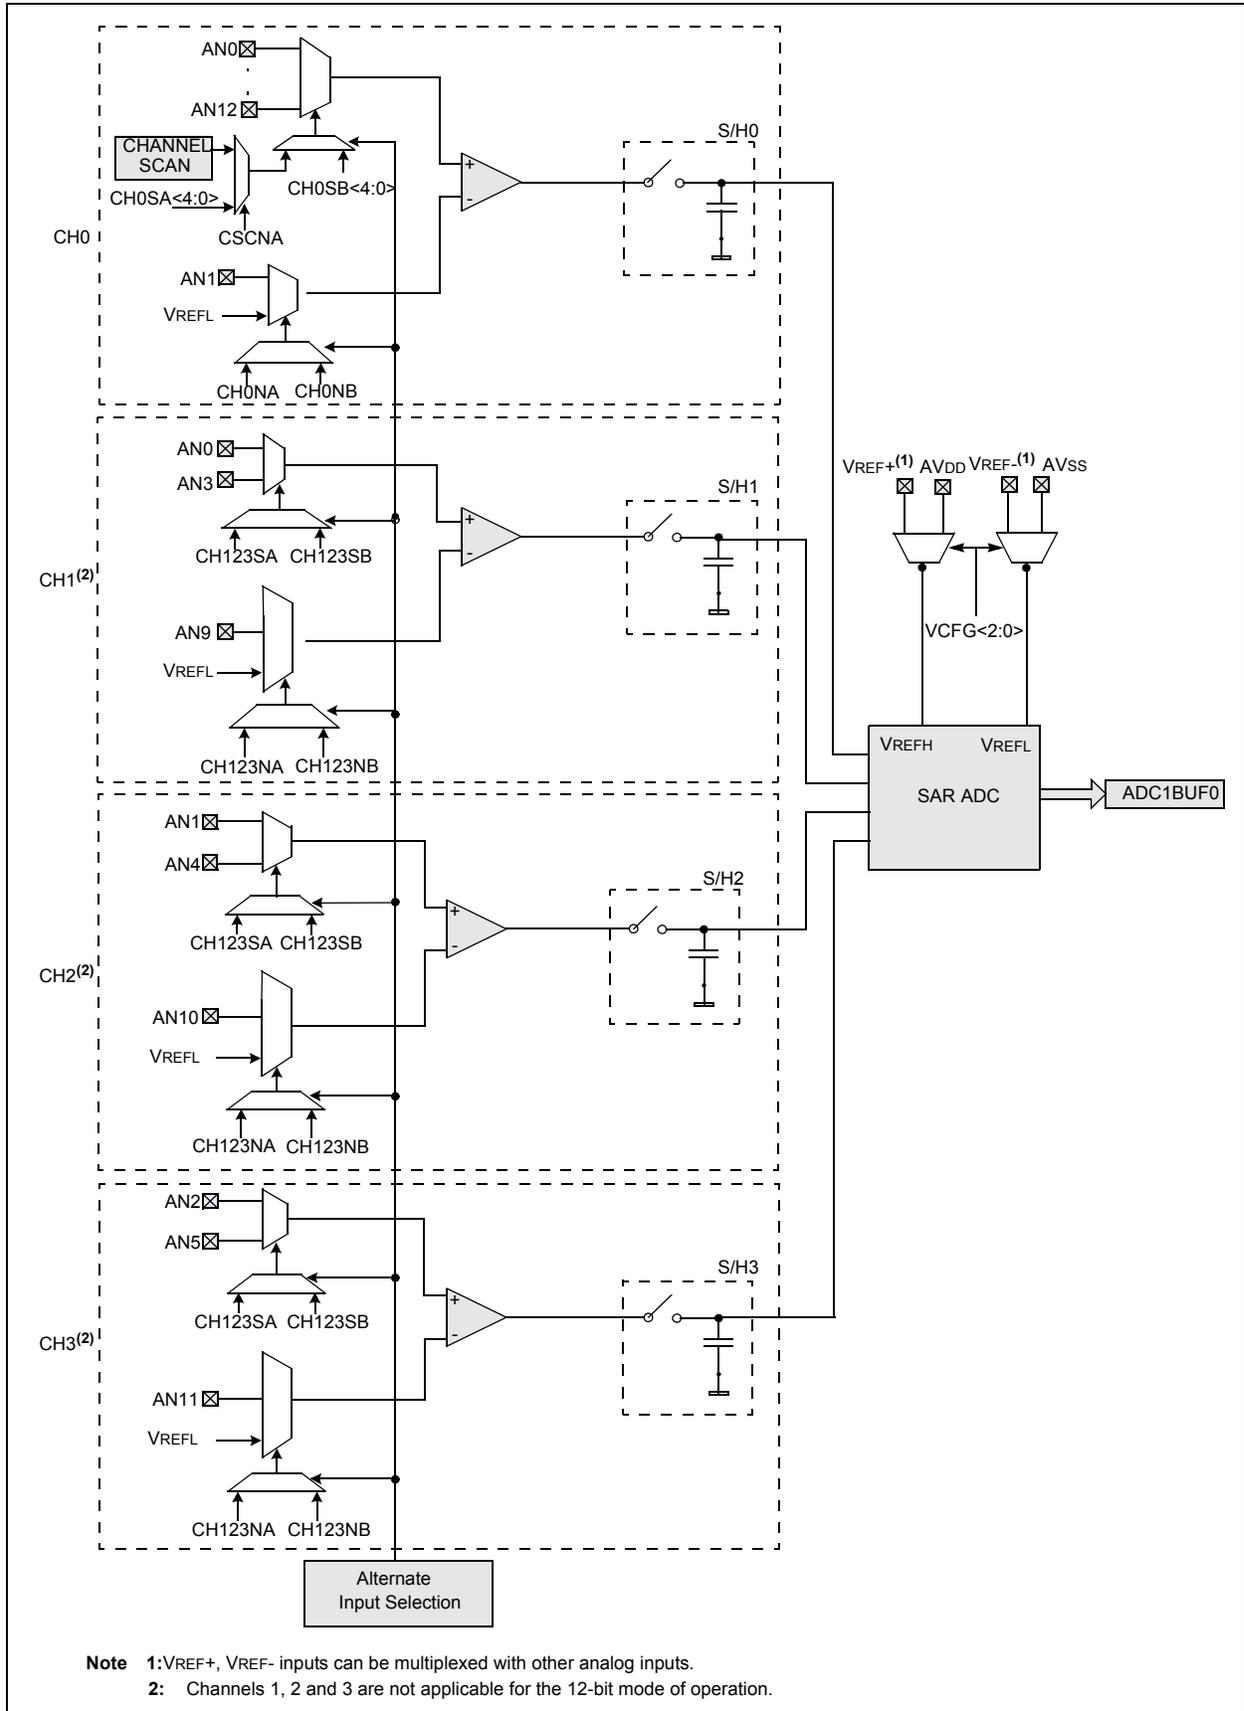 AN0
AN12
CHANNEL
SCAN
CH0SA<4:0>
CH0SB<4:0>
CSCNA
CH0
+
-
S/H0
AN1
VREFL
CH0NA
CH0NB
AN0
AN3
CH123SA
CH123SB
CH1(2)
+
-
S/H1
AN9
VREFL
CH123NA
CH123NB
VREF+(1)
AVDD
VREF-(1)
AVSS
VCFG<2:0>
VREFH
VREFL
SAR ADC
ADC1BUF0
AN1
AN4
CH123SA
CH123SB
CH2(2)
+
-
S/H2
AN10
VREFL
CH123NA
CH123NB
AN2
AN5
CH123SA
CH123SB
CH3(2)
+
-
S/H3
AN11
VREFL
CH123NA
CH123NB
Alternate
Input Selection
Note 1:VREF+, VREF- inputs can be multiplexed with other analog inputs.
2: Channels 1, 2 and 3 are not applicable for the 12-bit mode of operation.